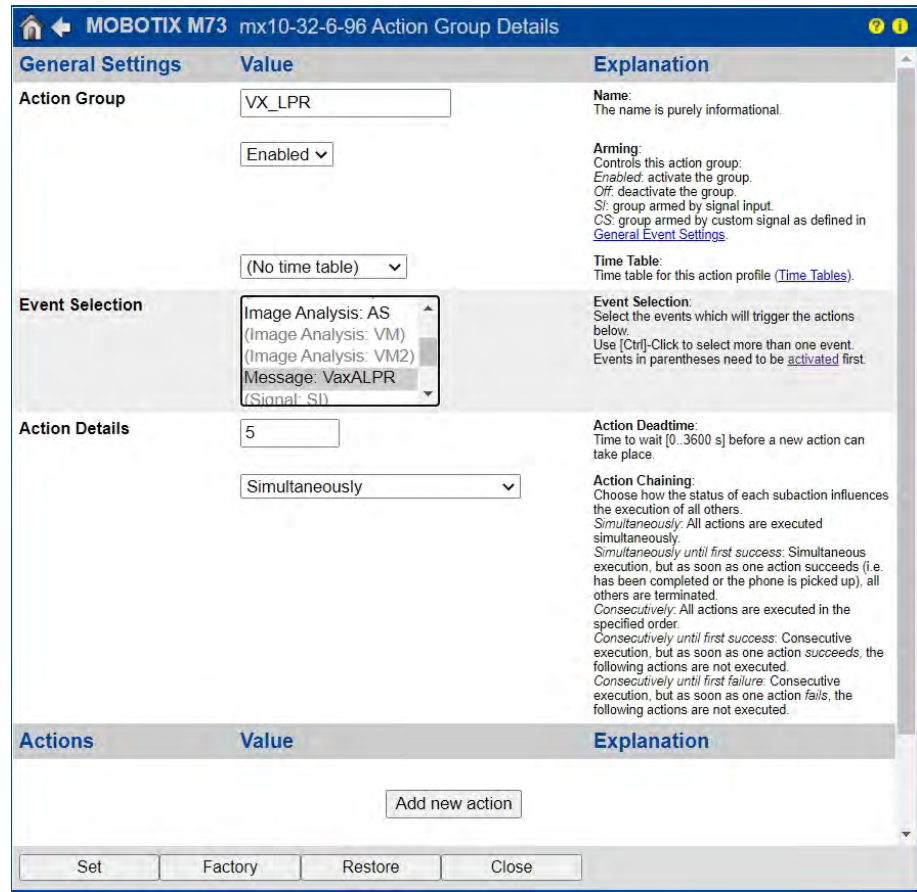 MOBOTIX M73 mx10-32-6-96 Action Group Details
General Settings Value Explanation
Action Group
VX_LPR
Name:
The name is purely informational.
Enabled
Arming:
Controls this action group:
Enabled: activate the group.
Off: deactivate the group.
SI: group armed by signal input.
CS: group armed by custom signal as defined in
General Event Settings.
(No time table)
Time Table:
Time table for this action profile (Time Tables).
Event Selection
Image Analysis: AS
(Image Analysis: VM)
(Image Analysis: VM2)
Message: VaxALPR
(Signal: SI)
Event Selection:
Select the events which will trigger the actions
below.
Use [Ctrl]-Click to select more than one event.
Events in parentheses need to be activated first.
Action Details
5
Action Deadtime:
Time to wait [0..3600 s] before a new action can
take place.
Simultaneously
Action Chaining:
Choose how the status of each subaction influences
the execution of all others.
Simultaneously: All actions are executed
simultaneously.
Simultaneously until first success: Simultaneous
execution, but as soon as one action succeeds (i.e.
has been completed or the phone is picked up), all
others are terminated.
Consecutively: All actions are executed in the
specified order.
Consecutively until first success: Consecutive
execution, but as soon as one action succeeds, the
following actions are not executed.
Consecutively until first failure: Consecutive
execution, but as soon as one action fails, the
following actions are not executed.
Actions Value Explanation
Add new action
Set Factory Restore Close